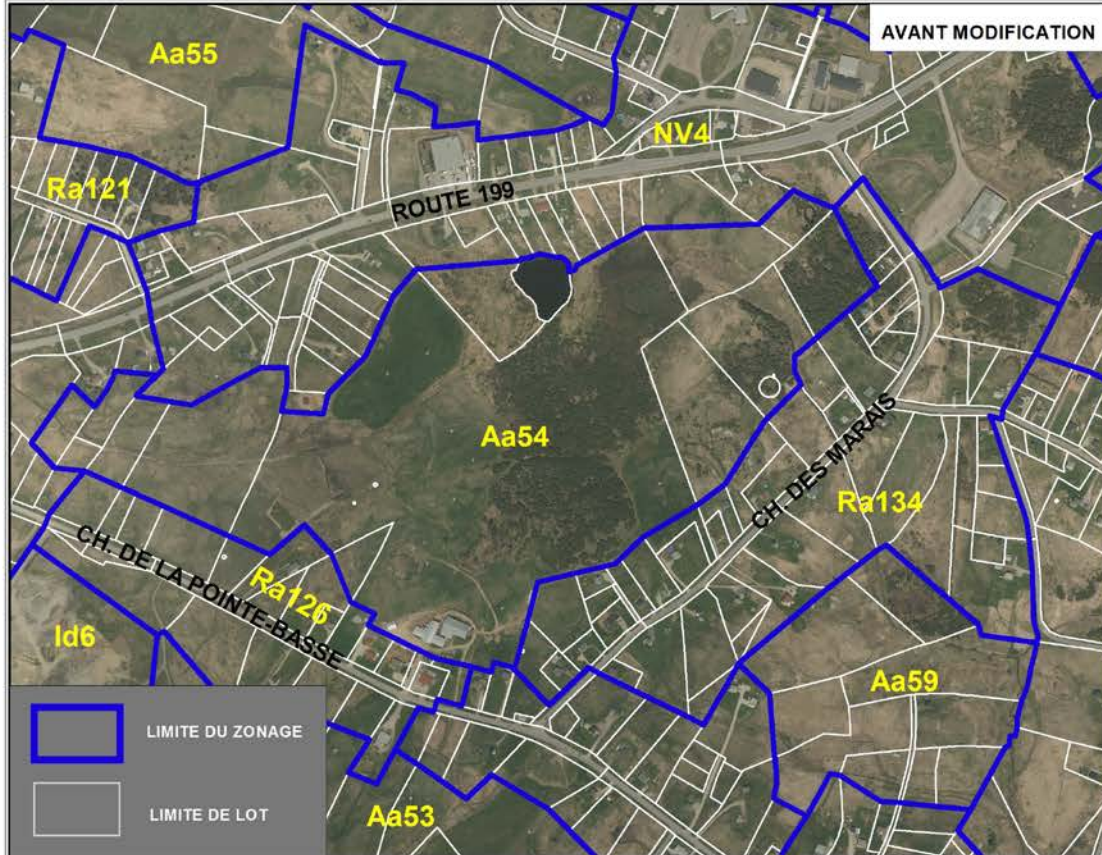 AVANT MODIFICATION
Aa55
NV4
Ra121
ROUTE 199
Aa54
CH. DES MARAIS
Ra134
CH. DE LA POINTE-BASSE
Ra126
Id6
Aa59
LIMITE DU ZONAGE
LIMITE DE LOT
Aa53